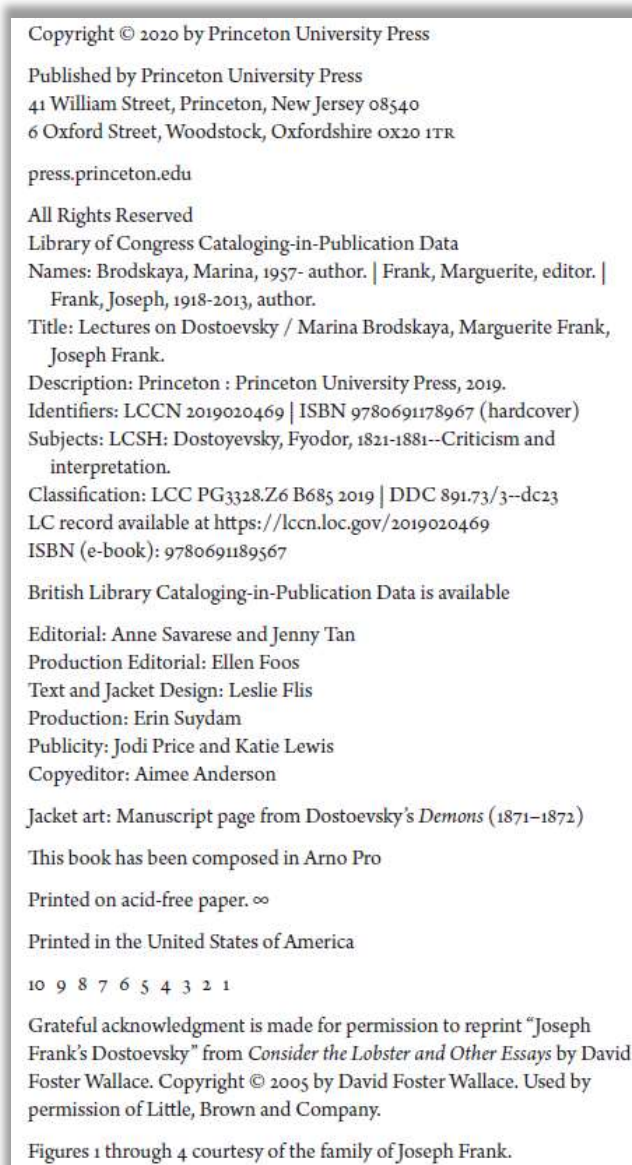 Copyright © 2020 by Princeton University Press
Published by Princeton University Press
41 William Street, Princeton, New Jersey 08540
6 Oxford Street, Woodstock, Oxfordshire OX20 1TR
press.princeton.edu
All Rights Reserved
Library of Congress Cataloging-in-Publication Data
Names: Brodskaya, Marina, 1957- author. | Frank, Marguerite, editor. |
Frank, Joseph, 1918-2013, author.
Title: Lectures on Dostoevsky / Marina Brodskaya, Marguerite Frank,
Joseph Frank.
Description: Princeton : Princeton University Press, 2019.
Identifiers: LCCN 2019020469 | ISBN 9780691178967 (hardcover)
Subjects: LCSH: Dostoyevsky, Fyodor, 1821-1881--Criticism and
interpretation.
Classification: LCC PG3328.Z6 B685 2019 | DDC 891.73/3--dc23
LC record available at https://lccn.loc.gov/2019020469
ISBN (e-book): 9780691189567
British Library Cataloging-in-Publication Data is available
Editorial: Anne Savarese and Jenny Tan
Production Editorial: Ellen Foos
Text and Jacket Design: Leslie Flis
Production: Erin Suydam
Publicity: Jodi Price and Katie Lewis
Copyeditor: Aimee Anderson
Jacket art: Manuscript page from Dostoevsky's Demons (1871–1872)
This book has been composed in Arno Pro
Printed on acid-free paper. ∞
Printed in the United States of America
10 9 8 7 6 5 4 3 2 1
Grateful acknowledgment is made for permission to reprint “Joseph
Frank's Dostoevsky” from Consider the Lobster and Other Essays by David
Foster Wallace. Copyright © 2005 by David Foster Wallace. Used by
permission of Little, Brown and Company.
Figures 1 through 4 courtesy of the family of Joseph Frank.